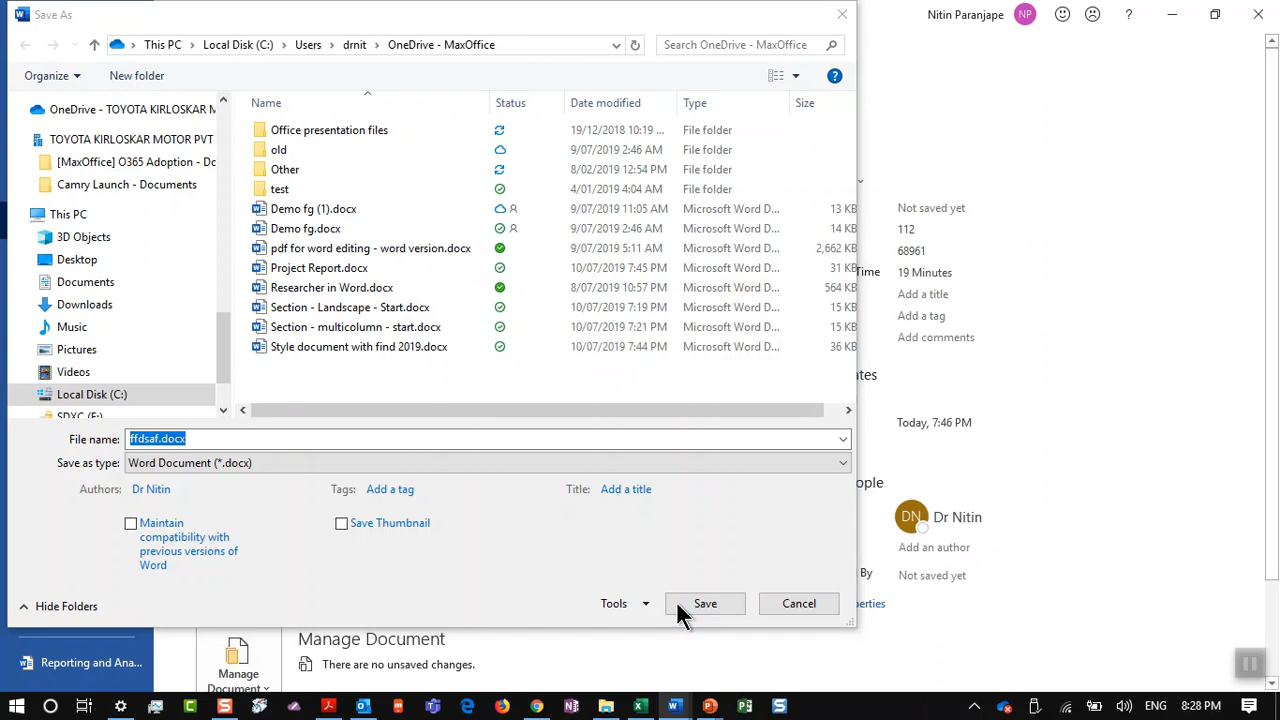 Save As
Nitin Paranjape NP
This PC
Local Disk (C:)
Users
drnit
OneDrive - MaxOffice
Search OneDrive - MaxOffice
Organize
New folder
Name
Status
Date modified
Type
Size
OneDrive - TOYOTA KIRLOSKAR M
TOYOTA KIRLOSKAR MOTOR PVT
[MaxOffice] O365 Adoption - Do
Camry Launch - Documents
This PC
3D Objects
Desktop
Documents
Downloads
Music
Pictures
Videos
Local Disk (C:)
SDXC (F:)
Office presentation files 19/12/2018 10:19 ... File folder
old 9/07/2019 2:46 AM File folder
Other 8/02/2019 12:54 PM File folder
test 4/01/2019 4:04 AM File folder
Demo fg (1).docx 9/07/2019 11:05 AM Microsoft Word D... 13 KB
Demo fg.docx 9/07/2019 2:46 AM Microsoft Word D... 14 KB
pdf for word editing - word version.docx 9/07/2019 5:11 AM Microsoft Word D... 2,662 KB
Project Report.docx 10/07/2019 7:45 PM Microsoft Word D... 31 KB
Researcher in Word.docx 8/07/2019 10:57 PM Microsoft Word D... 564 KB
Section - Landscape - Start.docx 10/07/2019 7:19 PM Microsoft Word D... 15 KB
Section - multicolumn - start.docx 10/07/2019 7:21 PM Microsoft Word D... 15 KB
Style document with find 2019.docx 10/07/2019 7:44 PM Microsoft Word D... 36 KB
File name: ffdsaf.docx
Save as type: Word Document (*.docx)
Authors: Dr Nitin
Tags: Add a tag
Title: Add a title
Maintain
compatibility with
previous versions of
Word
Save Thumbnail
Hide Folders
Tools
Save
Cancel
Not saved yet
112
68961
Time 19 Minutes
Add a title
Add a tag
Add comments
ates
Today, 7:46 PM
ople
DN Dr Nitin
Add an author
By Not saved yet
perties
Reporting and Ana...
Manage
Document
Manage Document
There are no unsaved changes.
ENG
8:28 PM